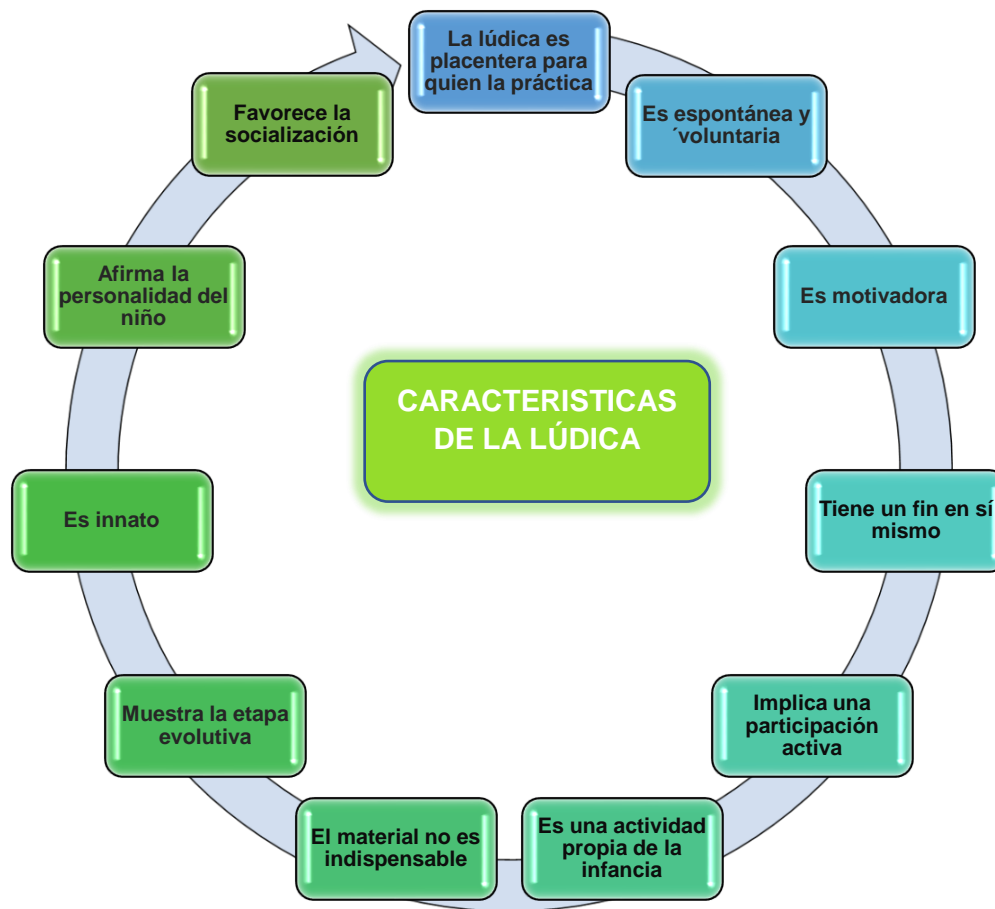 La lúdica es
placentera para
quien la práctica
Es espontánea y
´voluntaria
Es motivadora
Tiene un fin en sí
mismo
Implica una
participación
activa
Es una actividad
propia de la
infancia
El material no es
indispensable
Muestra la etapa
evolutiva
Es innato
Afirma la
personalidad del
niño
Favorece la
socialización
CARACTERISTICAS
DE LA LÚDICA